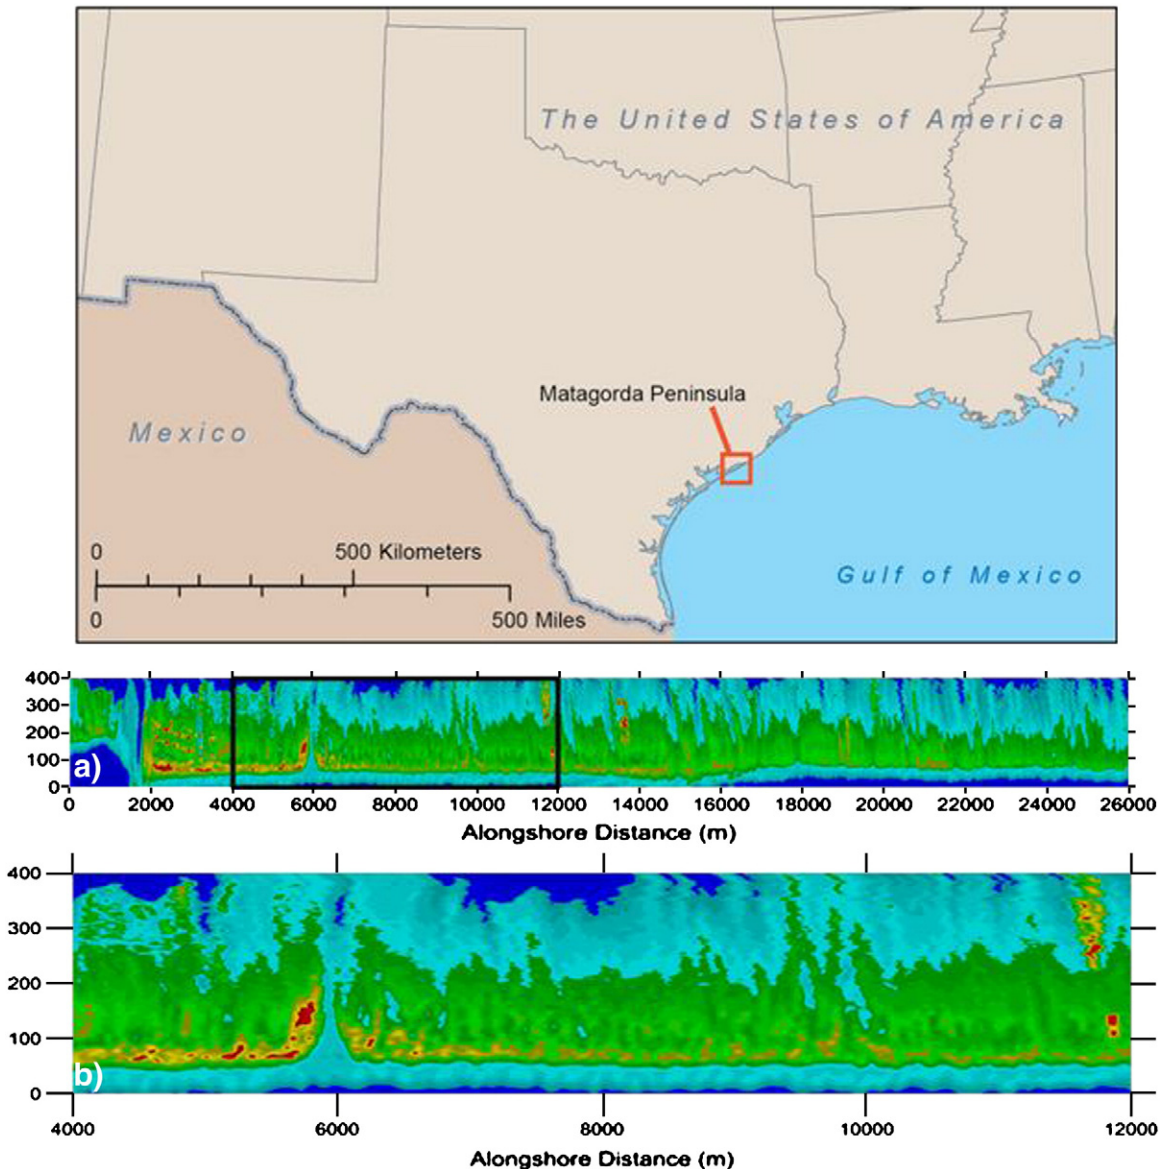 The United States of America
Matagorda Peninsula
Mexico
0 500 Kilometers
0 500 Miles
Gulf of Mexico
400
300
200
100
0
a)
0 2000 4000 6000 8000 10000 12000 14000 16000 18000 20000 22000 24000 26000
Alongshore Distance (m)
400
300
200
100
0
b)
4000 6000 8000 10000 12000
Alongshore Distance (m)